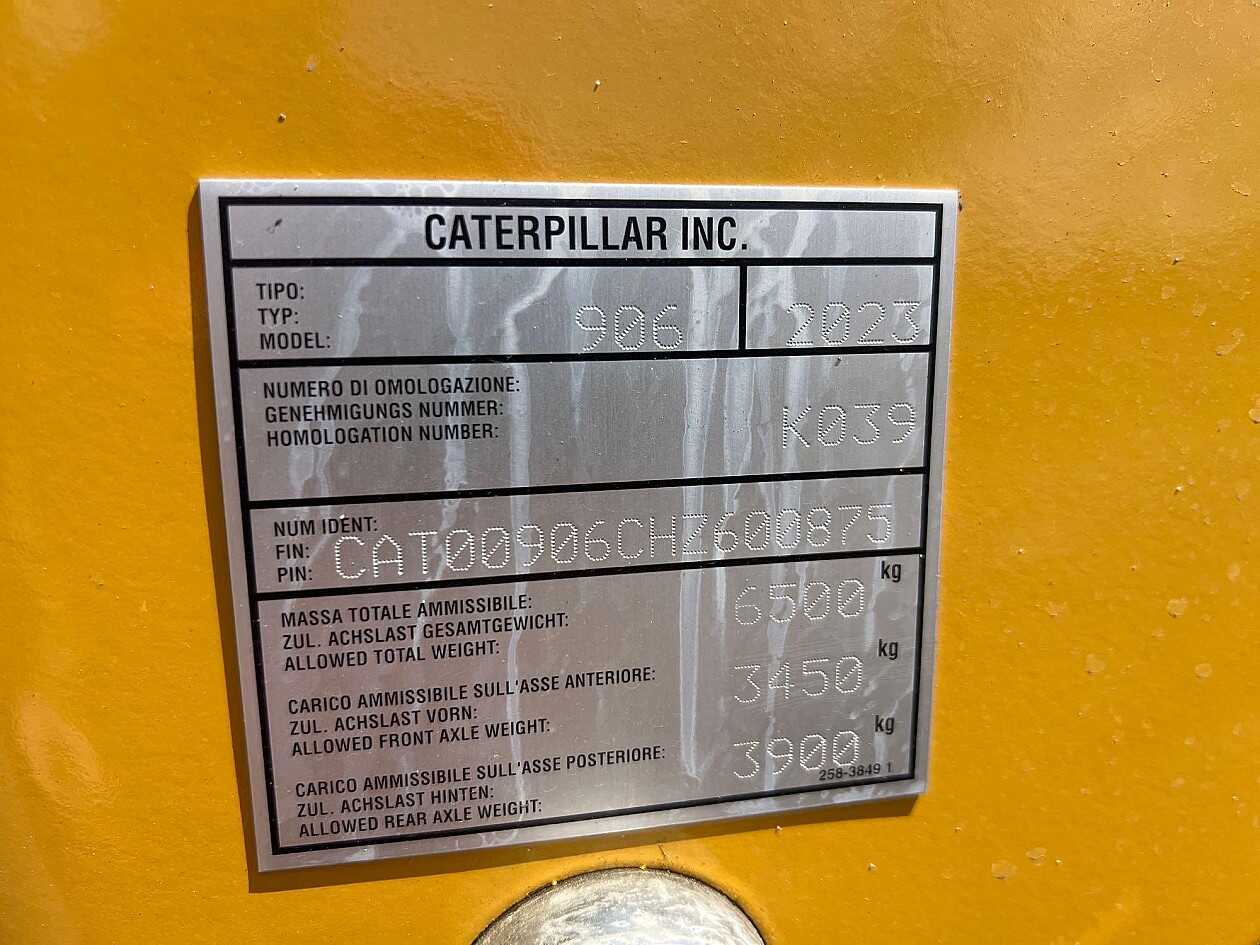 CATERPILLAR INC.
TIPO:
TYP:
MODEL: 906 2023
NUMERO DI OMOLOGAZIONE:
GENEHMIGUNGS NUMMER:
HOMOLOGATION NUMBER: K039
NUM IDENT:
FIN:
PIN: CAT00906CHZ600875
MASSA TOTALE AMMISSIBILE:
ZUL. ACHSLAST GESAMTGEWICHT:
ALLOWED TOTAL WEIGHT: 6500 kg
CARICO AMMISSIBILE SULL'ASSE ANTERIORE:
ZUL. ACHSLAST VORN:
ALLOWED FRONT AXLE WEIGHT: 3450 kg
CARICO AMMISSIBILE SULL'ASSE POSTERIORE:
ZUL. ACHSLAST HINTEN:
ALLOWED REAR AXLE WEIGHT: 3900 kg
258-3849 1